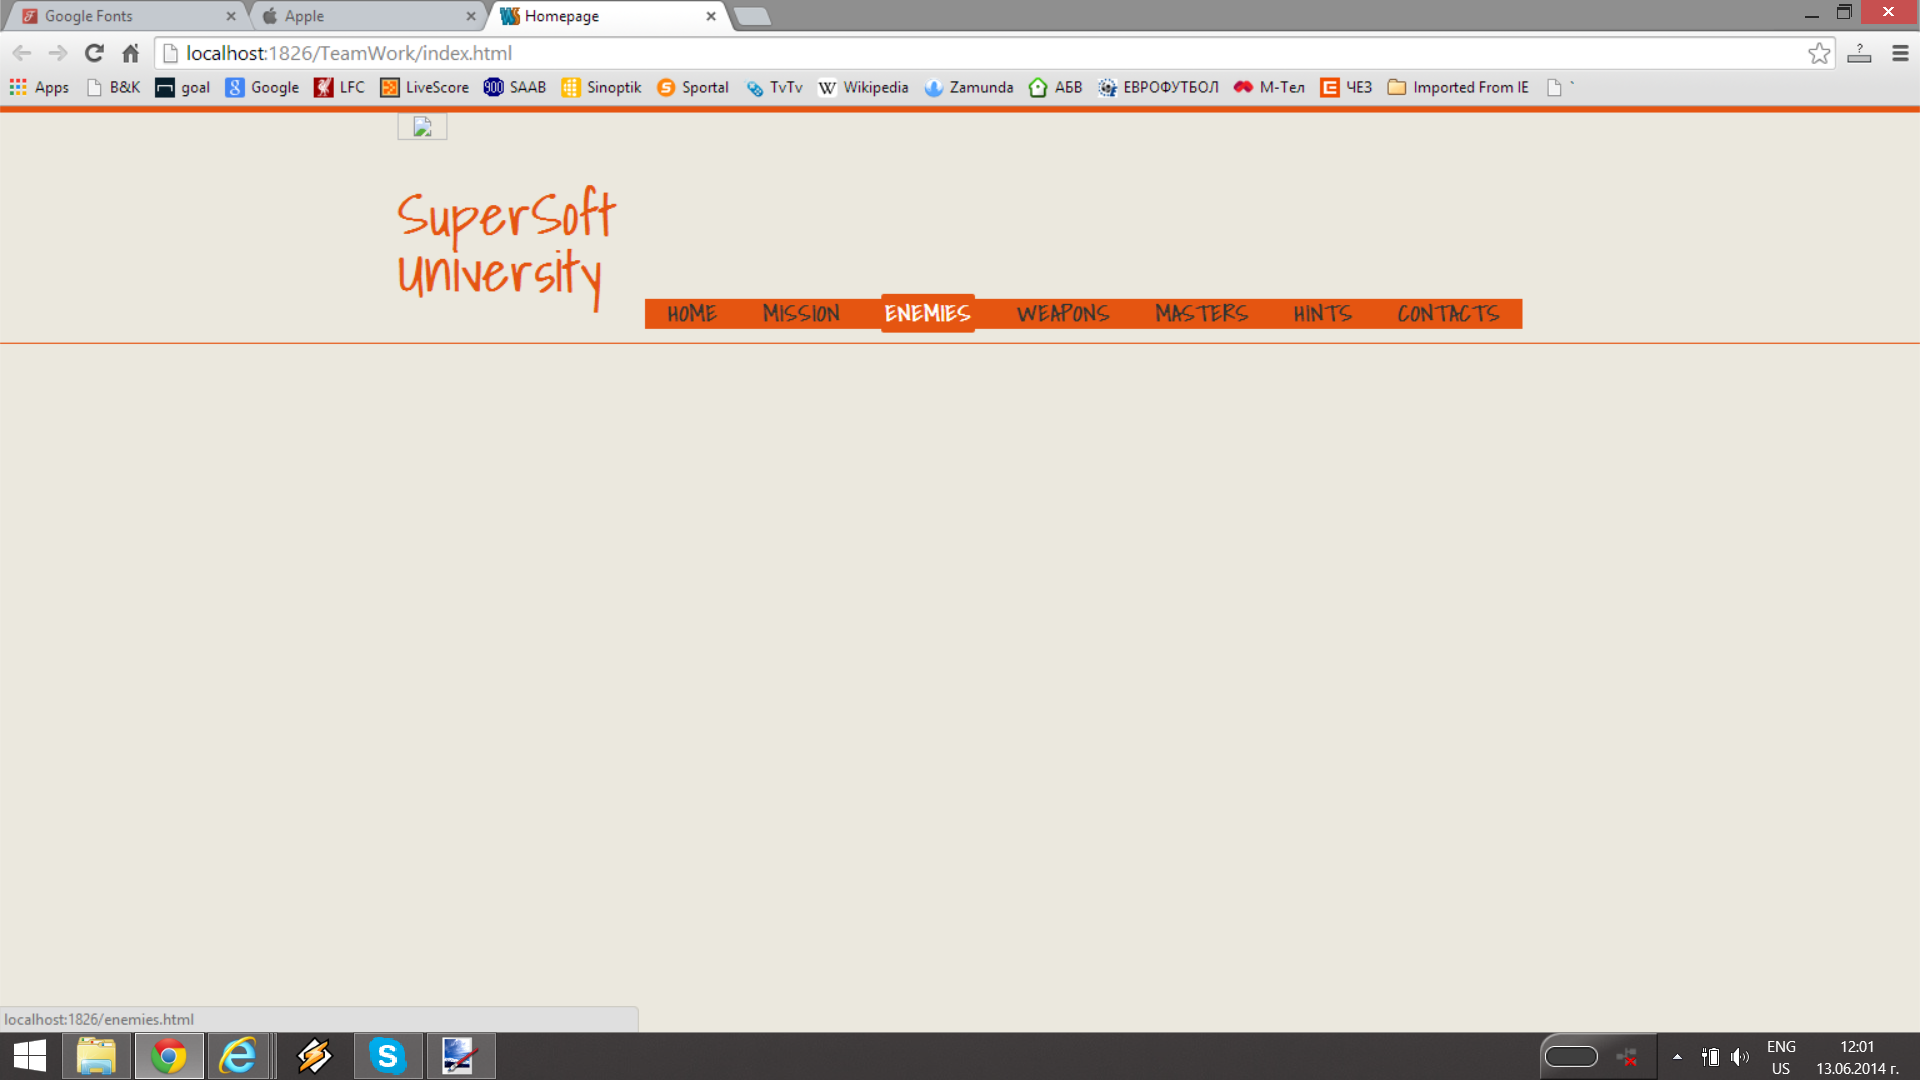 Google Fonts
Apple
Homepage
localhost:1826/TeamWork/index.html
Apps B&K goal Google LFC LiveScore 900 SAAB Sinoptik Sportal TvTv W Wikipedia Zamunda АБВ ЕВРОФУТБОЛ М-Тел ЧЕЗ Imported From IE `
SuperSoft
University
HOME MISSION ENEMIES WEAPONS MASTERS HINTS CONTACTS
localhost:1826/enemies.html
ENG 12:01
US 13.06.2014 г.